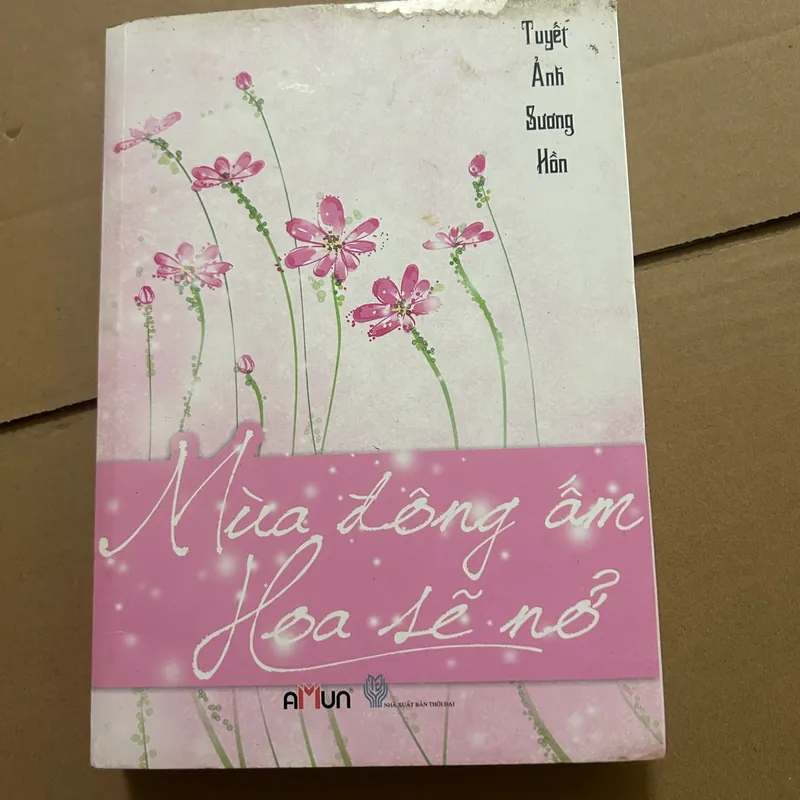 Tuyết
Ảnh
Sương
Hồn
Mùa đông ấm
Hoa sẽ nở
AMUN
NHÀ XUẤT BẢN THỜI ĐẠI